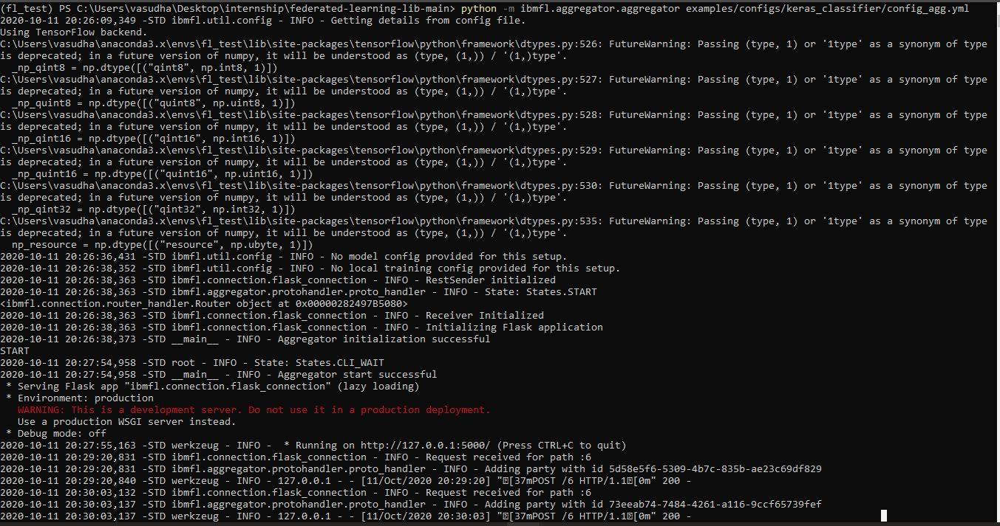 (fl_test) PS C:\Users\vasudha\Desktop\internship\federated-learning-lib-main> python -m ibmfl.aggregator.aggregator examples/configs/keras_classifier/config_agg.yml
2020-10-11 20:26:09,349 -STD ibmfl.util.config - INFO - Getting details from config file.
Using TensorFlow backend.
C:\Users\vasudha\anaconda3.x\envs\fl_test\lib\site-packages\tensorflow\python\framework\dtypes.py:526: FutureWarning: Passing (type, 1) or '1type' as a synonym of type
is deprecated; in a future version of numpy, it will be understood as (type, (1,)) / '(1,)type'.
  _np_qint8 = np.dtype([("qint8", np.int8, 1)])
C:\Users\vasudha\anaconda3.x\envs\fl_test\lib\site-packages\tensorflow\python\framework\dtypes.py:527: FutureWarning: Passing (type, 1) or '1type' as a synonym of type
is deprecated; in a future version of numpy, it will be understood as (type, (1,)) / '(1,)type'.
  _np_quint8 = np.dtype([("quint8", np.uint8, 1)])
C:\Users\vasudha\anaconda3.x\envs\fl_test\lib\site-packages\tensorflow\python\framework\dtypes.py:528: FutureWarning: Passing (type, 1) or '1type' as a synonym of type
is deprecated; in a future version of numpy, it will be understood as (type, (1,)) / '(1,)type'.
  _np_qint16 = np.dtype([("qint16", np.int16, 1)])
C:\Users\vasudha\anaconda3.x\envs\fl_test\lib\site-packages\tensorflow\python\framework\dtypes.py:529: FutureWarning: Passing (type, 1) or '1type' as a synonym of type
is deprecated; in a future version of numpy, it will be understood as (type, (1,)) / '(1,)type'.
  _np_quint16 = np.dtype([("quint16", np.uint16, 1)])
C:\Users\vasudha\anaconda3.x\envs\fl_test\lib\site-packages\tensorflow\python\framework\dtypes.py:530: FutureWarning: Passing (type, 1) or '1type' as a synonym of type
is deprecated; in a future version of numpy, it will be understood as (type, (1,)) / '(1,)type'.
  _np_qint32 = np.dtype([("qint32", np.int32, 1)])
C:\Users\vasudha\anaconda3.x\envs\fl_test\lib\site-packages\tensorflow\python\framework\dtypes.py:535: FutureWarning: Passing (type, 1) or '1type' as a synonym of type
is deprecated; in a future version of numpy, it will be understood as (type, (1,)) / '(1,)type'.
  np_resource = np.dtype([("resource", np.ubyte, 1)])
2020-10-11 20:26:36,431 -STD ibmfl.util.config - INFO - No model config provided for this setup.
2020-10-11 20:26:38,352 -STD ibmfl.util.config - INFO - No local training config provided for this setup.
2020-10-11 20:26:38,363 -STD ibmfl.connection.flask_connection - INFO - RestSender initialized
2020-10-11 20:26:38,363 -STD ibmfl.aggregator.protohandler.proto_handler - INFO - State: States.START
<ibmfl.connection.router_handler.Router object at 0x00000282497B5080>
2020-10-11 20:26:38,363 -STD ibmfl.connection.flask_connection - INFO - Receiver Initialized
2020-10-11 20:26:38,363 -STD ibmfl.connection.flask_connection - INFO - Initializing Flask application
2020-10-11 20:26:38,373 -STD __main__ - INFO - Aggregator initialization successful
START
2020-10-11 20:27:54,958 -STD root - INFO - State: States.CLI_WAIT
2020-10-11 20:27:54,958 -STD __main__ - INFO - Aggregator start successful
 * Serving Flask app "ibmfl.connection.flask_connection" (lazy loading)
 * Environment: production
   WARNING: This is a development server. Do not use it in a production deployment.
   Use a production WSGI server instead.
 * Debug mode: off
2020-10-11 20:27:55,163 -STD werkzeug - INFO -  * Running on http://127.0.0.1:5000/ (Press CTRL+C to quit)
2020-10-11 20:29:20,831 -STD ibmfl.connection.flask_connection - INFO - Request received for path :6
2020-10-11 20:29:20,831 -STD ibmfl.aggregator.protohandler.proto_handler - INFO - Adding party with id 5d58e5f6-5309-4b7c-835b-ae23c69df829
2020-10-11 20:29:20,840 -STD werkzeug - INFO - 127.0.0.1 - - [11/Oct/2020 20:29:20] "␛[37mPOST /6 HTTP/1.1␛[0m" 200 -
2020-10-11 20:30:03,132 -STD ibmfl.connection.flask_connection - INFO - Request received for path :6
2020-10-11 20:30:03,137 -STD ibmfl.aggregator.protohandler.proto_handler - INFO - Adding party with id 73eeab74-7484-4261-a116-9ccf65739fef
2020-10-11 20:30:03,137 -STD werkzeug - INFO - 127.0.0.1 - - [11/Oct/2020 20:30:03] "␛[37mPOST /6 HTTP/1.1␛[0m" 200 -